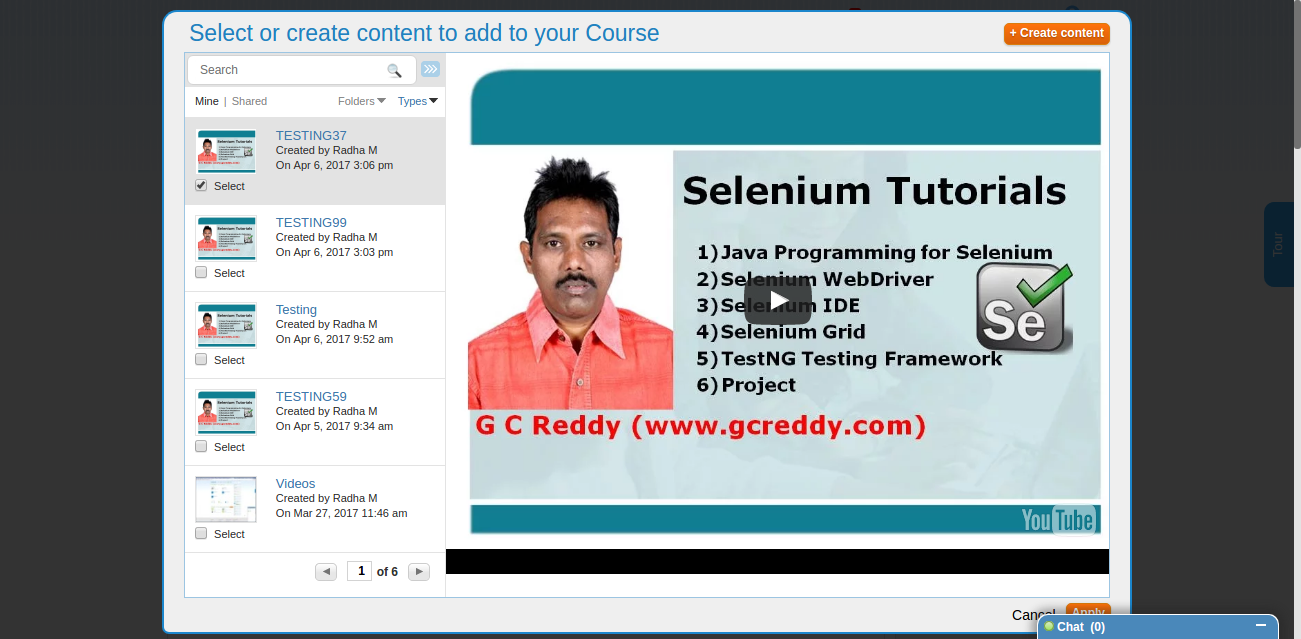 Select or create content to add to your Course
+ Create content
Search
Mine | Shared
Folders
Types
TESTING37
Created by Radha M
On Apr 6, 2017 3:06 pm
Select
TESTING99
Created by Radha M
On Apr 6, 2017 3:03 pm
Select
Testing
Created by Radha M
On Apr 6, 2017 9:52 am
Select
TESTING59
Created by Radha M
On Apr 5, 2017 9:34 am
Select
Videos
Created by Radha M
On Mar 27, 2017 11:46 am
Select
1 of 6
Selenium Tutorials
1)Java Programming for Selenium
2)Selenium WebDriver
3)Selenium IDE
4)Selenium Grid
5)TestNG Testing Framework
6)Project
Se
G C Reddy (www.gcreddy.com)
YouTube
Tour
Cancel
Apply
Chat (0)